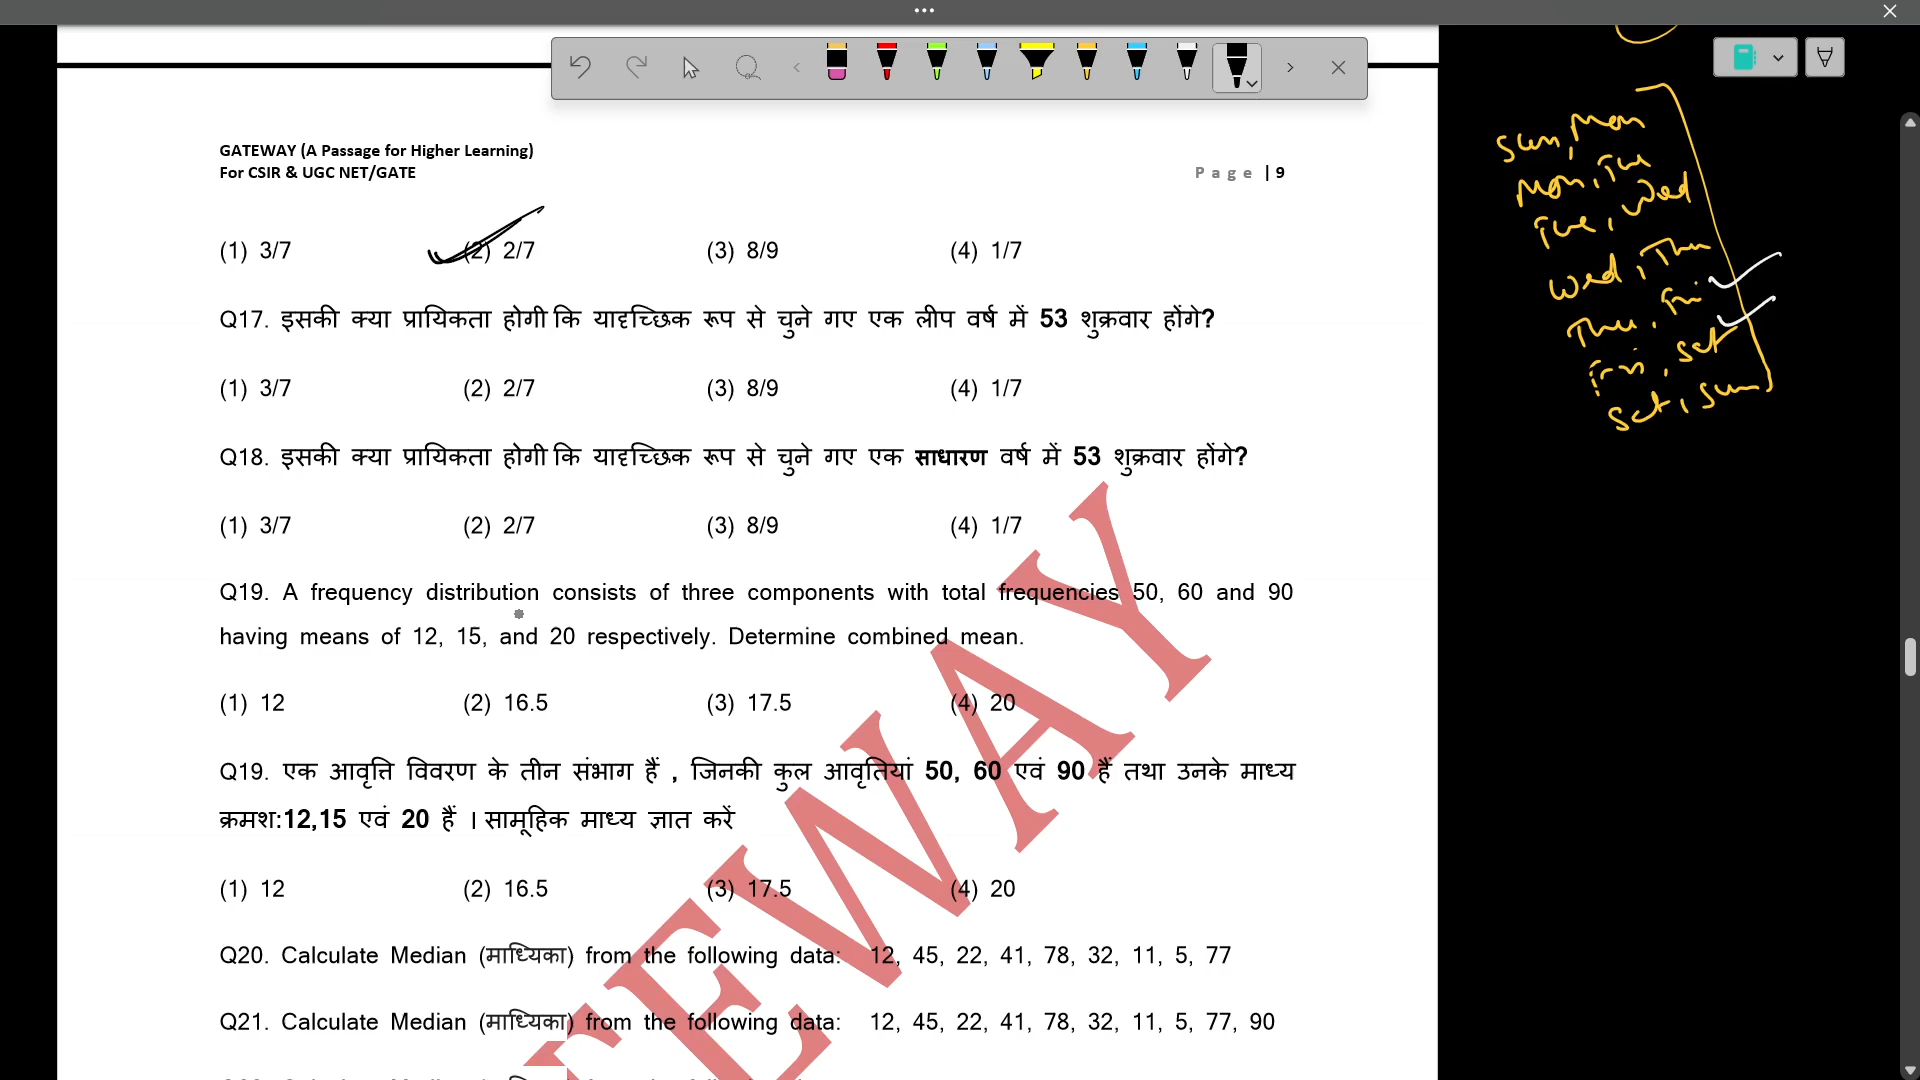 GATEWAY (A Passage for Higher Learning)
For CSIR & UGC NET/GATE
Page | 9
(1) 3/7 (2) 2/7 (3) 8/9 (4) 1/7
Q17. इसकी क्या प्रायिकता होगी कि यादृच्छिक रूप से चुने गए एक लीप वर्ष में 53 शुक्रवार होंगे?
(1) 3/7 (2) 2/7 (3) 8/9 (4) 1/7
Q18. इसकी क्या प्रायिकता होगी कि यादृच्छिक रूप से चुने गए एक साधारण वर्ष में 53 शुक्रवार होंगे?
(1) 3/7 (2) 2/7 (3) 8/9 (4) 1/7
Q19. A frequency distribution consists of three components with total frequencies 50, 60 and 90
having means of 12, 15, and 20 respectively. Determine combined mean.
(1) 12 (2) 16.5 (3) 17.5 (4) 20
Q19. एक आवृत्ति विवरण के तीन संभाग हैं , जिनकी कुल आवृतियां 50, 60 एवं 90 हैं तथा उनके माध्य
क्रमश:12,15 एवं 20 हैं । सामूहिक माध्य ज्ञात करें
(1) 12 (2) 16.5 (3) 17.5 (4) 20
Q20. Calculate Median (माध्यिका) from the following data: 12, 45, 22, 41, 78, 32, 11, 5, 77
Q21. Calculate Median (माध्यिका) from the following data: 12, 45, 22, 41, 78, 32, 11, 5, 77, 90
Sun, Mon
Mon, Tue
Tue, Wed
Wed, Thu
Thu, Fri
Fri, Sat
Sat, Sun